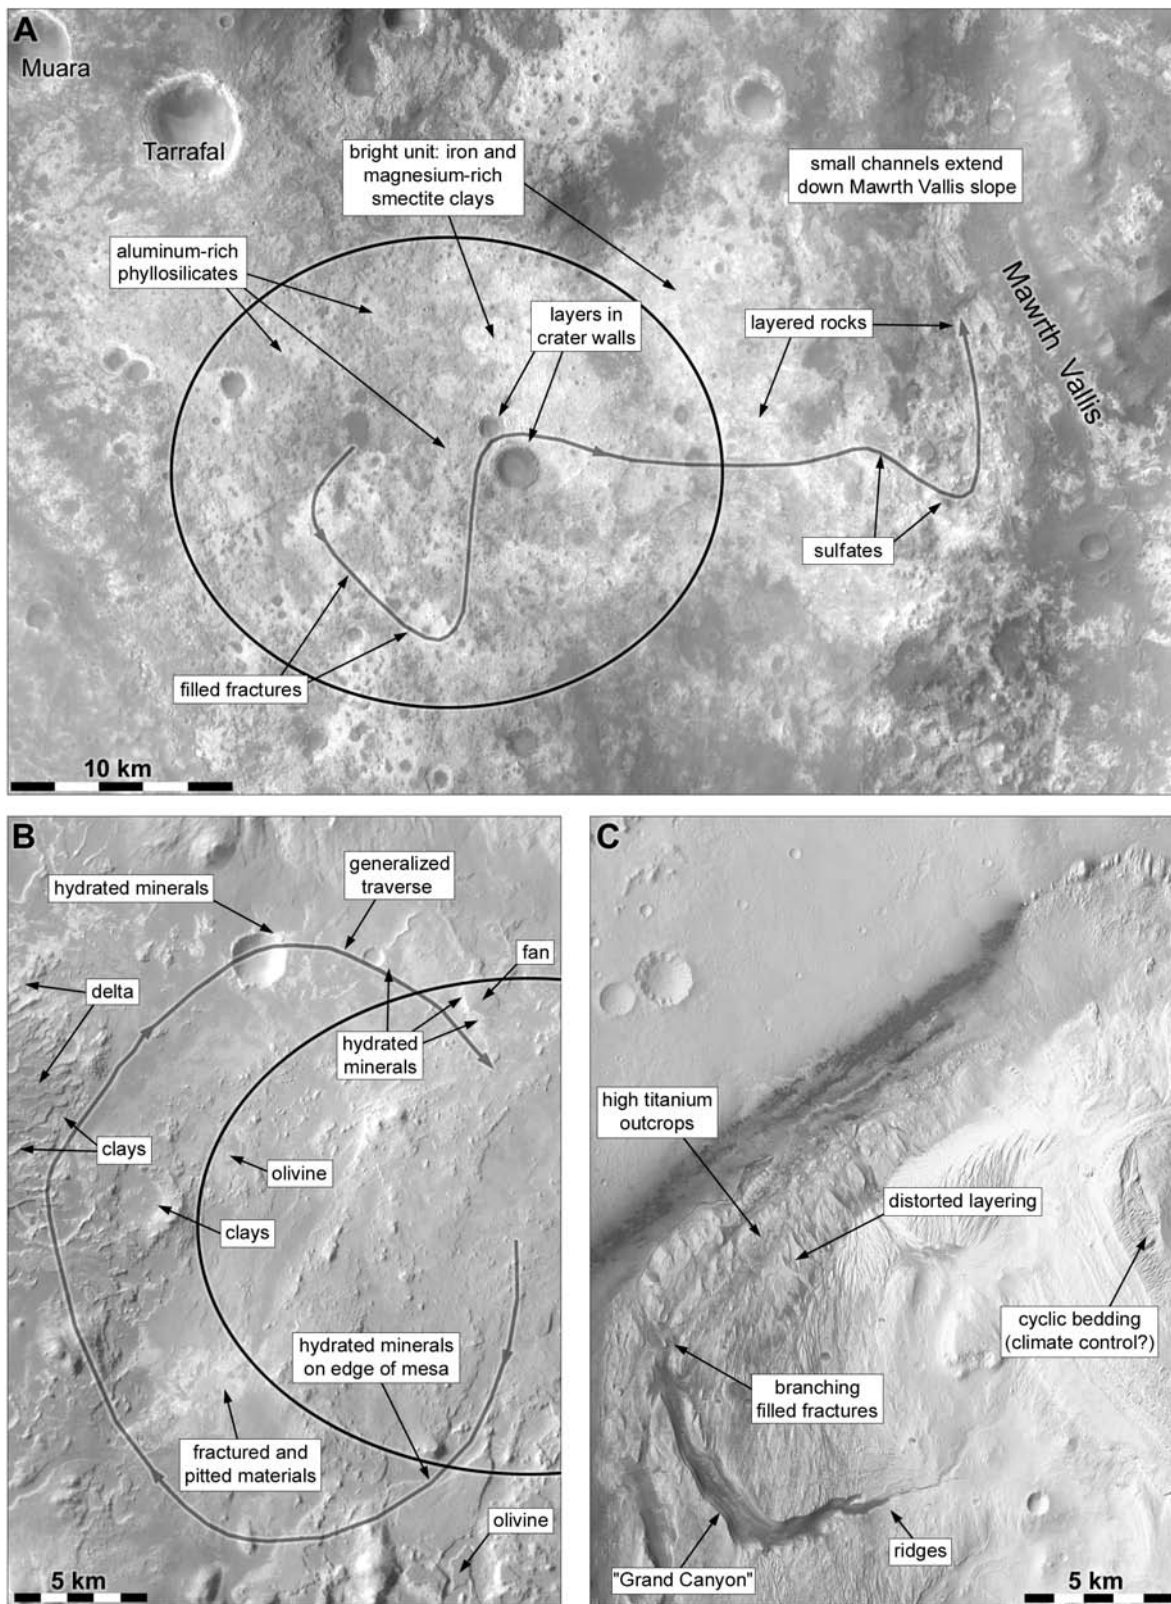 A
Muara
Tarrafal
bright unit: iron and
magnesium-rich
smectite clays
small channels extend
down Mawrth Vallis slope
aluminum-rich
phyllosilicates
layers in
crater walls
layered rocks
Mawrth Vallis
sulfates
filled fractures
10 km
B
hydrated minerals
generalized
traverse
fan
delta
hydrated
minerals
clays
olivine
clays
hydrated minerals
on edge of mesa
fractured and
pitted materials
olivine
5 km
C
high titanium
outcrops
distorted layering
cyclic bedding
(climate control?)
branching
filled fractures
ridges
"Grand Canyon"
5 km